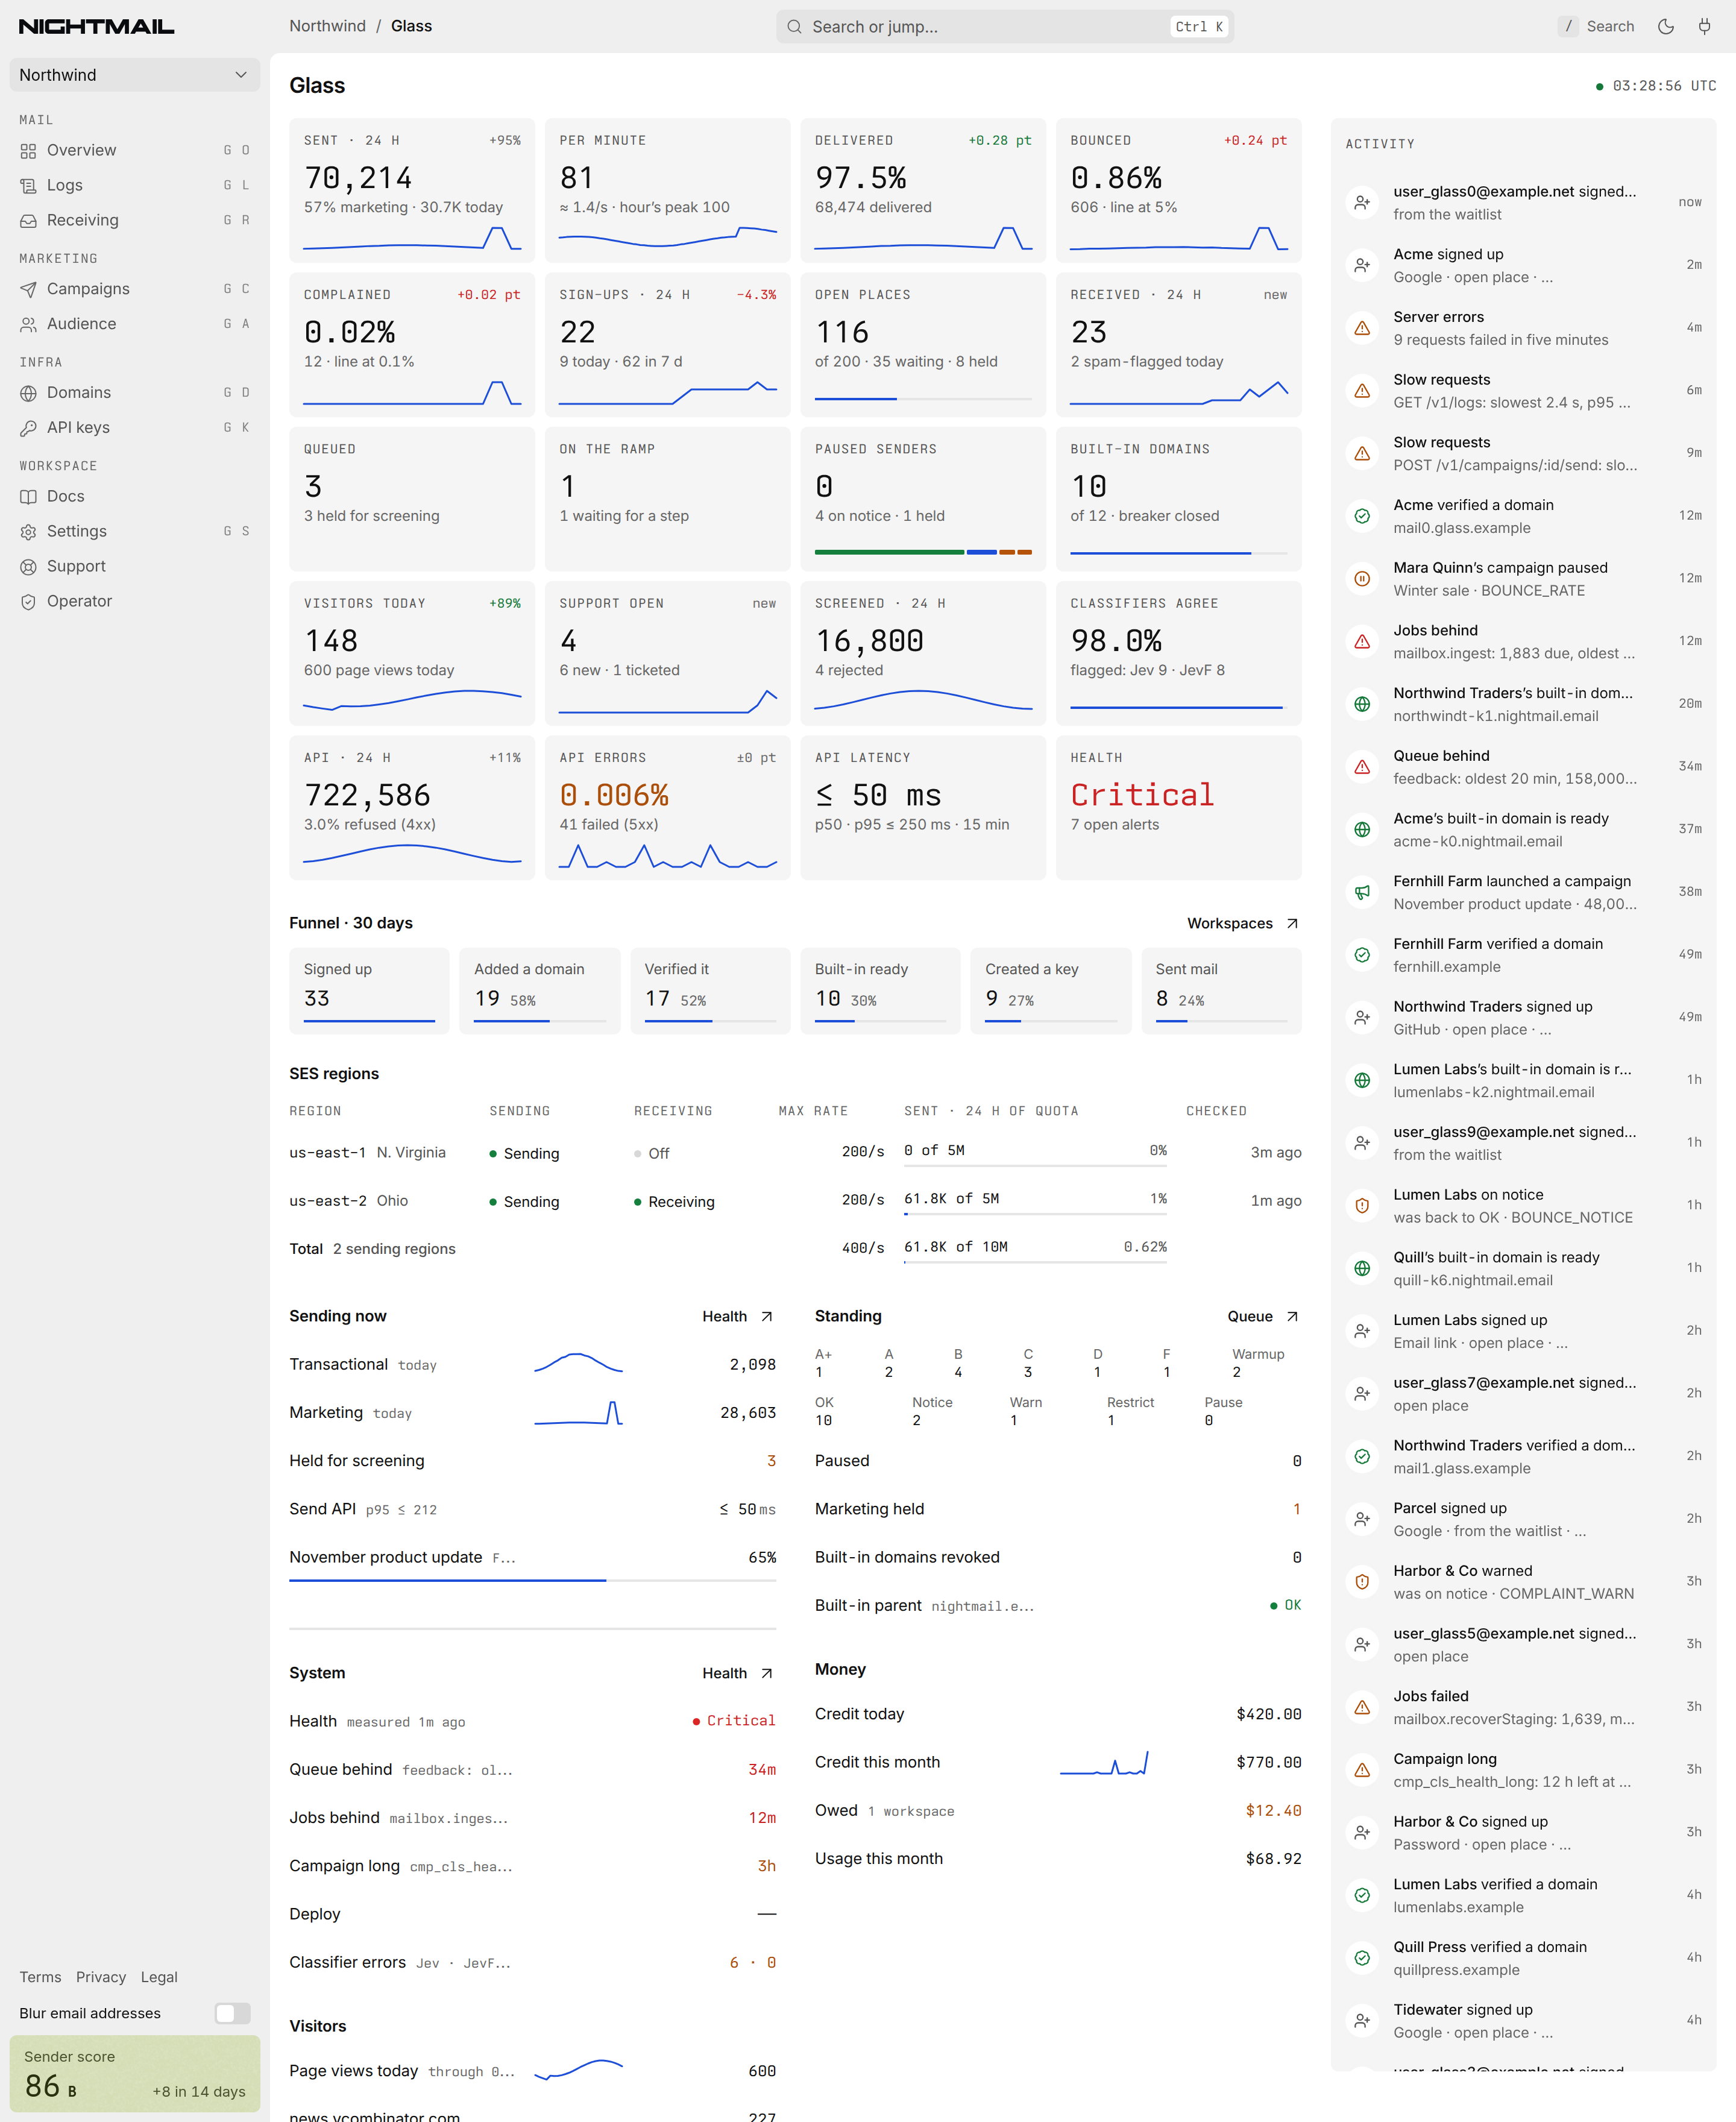 NIGHTMAIL
Northwind / Glass
Search or jump...
Ctrl K
/ Search
Northwind
MAIL
Overview G O
Logs G L
Receiving G R
MARKETING
Campaigns G C
Audience G A
INFRA
Domains G D
API keys G K
WORKSPACE
Docs
Settings G S
Support
Operator
Terms Privacy Legal
Blur email addresses
Sender score
86 B +8 in 14 days
Glass
03:28:56 UTC
SENT · 24 H +95%
70,214
57% marketing · 30.7K today
PER MINUTE
81
≈ 1.4/s · hour's peak 100
DELIVERED +0.28 pt
97.5%
68,474 delivered
BOUNCED +0.24 pt
0.86%
606 · line at 5%
COMPLAINED +0.02 pt
0.02%
12 · line at 0.1%
SIGN-UPS · 24 H −4.3%
22
9 today · 62 in 7 d
OPEN PLACES
116
of 200 · 35 waiting · 8 held
RECEIVED · 24 H new
23
2 spam-flagged today
QUEUED
3
3 held for screening
ON THE RAMP
1
1 waiting for a step
PAUSED SENDERS
0
4 on notice · 1 held
BUILT-IN DOMAINS
10
of 12 · breaker closed
VISITORS TODAY +89%
148
600 page views today
SUPPORT OPEN new
4
6 new · 1 ticketed
SCREENED · 24 H
16,800
4 rejected
CLASSIFIERS AGREE
98.0%
flagged: Jev 9 · JevF 8
API · 24 H +11%
722,586
3.0% refused (4xx)
API ERRORS ±0 pt
0.006%
41 failed (5xx)
API LATENCY
≤ 50 ms
p50 · p95 ≤ 250 ms · 15 min
HEALTH
Critical
7 open alerts
Funnel · 30 days Workspaces
Signed up
33
Added a domain
19 58%
Verified it
17 52%
Built-in ready
10 30%
Created a key
9 27%
Sent mail
8 24%
SES regions
REGION SENDING RECEIVING MAX RATE SENT · 24 H OF QUOTA CHECKED
us-east-1 N. Virginia Sending Off 200/s 0 of 5M 0% 3m ago
us-east-2 Ohio Sending Receiving 200/s 61.8K of 5M 1% 1m ago
Total 2 sending regions 400/s 61.8K of 10M 0.62%
Sending now Health
Transactional today 2,098
Marketing today 28,603
Held for screening 3
Send API p95 ≤ 212 ≤ 50 ms
November product update F... 65%
Standing Queue
A+ A B C D F Warmup
1 2 4 3 1 1 2
OK Notice Warn Restrict Pause
10 2 1 1 0
Paused 0
Marketing held 1
Built-in domains revoked 0
Built-in parent nightmail.e... OK
System Health
Health measured 1m ago Critical
Queue behind feedback: ol... 34m
Jobs behind mailbox.inges... 12m
Campaign long cmp_cls_hea... 3h
Deploy —
Classifier errors Jev · JevF... 6 · 0
Money
Credit today $420.00
Credit this month $770.00
Owed 1 workspace $12.40
Usage this month $68.92
Visitors
Page views today through 0... 600
news.ycombinator.com 227
ACTIVITY
user_glass0@example.net signed... now
from the waitlist
Acme signed up 2m
Google · open place · ...
Server errors 4m
9 requests failed in five minutes
Slow requests 6m
GET /v1/logs: slowest 2.4 s, p95 ...
Slow requests 9m
POST /v1/campaigns/:id/send: slo...
Acme verified a domain 12m
mail0.glass.example
Mara Quinn's campaign paused 12m
Winter sale · BOUNCE_RATE
Jobs behind 12m
mailbox.ingest: 1,883 due, oldest ...
Northwind Traders's built-in dom... 20m
northwindt-k1.nightmail.email
Queue behind 34m
feedback: oldest 20 min, 158,000...
Acme's built-in domain is ready 37m
acme-k0.nightmail.email
Fernhill Farm launched a campaign 38m
November product update · 48,00...
Fernhill Farm verified a domain 49m
fernhill.example
Northwind Traders signed up 49m
GitHub · open place · ...
Lumen Labs's built-in domain is r... 1h
lumenlabs-k2.nightmail.email
user_glass9@example.net signed... 1h
from the waitlist
Lumen Labs on notice 1h
was back to OK · BOUNCE_NOTICE
Quill's built-in domain is ready 1h
quill-k6.nightmail.email
Lumen Labs signed up 2h
Email link · open place · ...
user_glass7@example.net signed... 2h
open place
Northwind Traders verified a dom... 2h
mail1.glass.example
Parcel signed up 2h
Google · from the waitlist · ...
Harbor & Co warned 3h
was on notice · COMPLAINT_WARN
user_glass5@example.net signed... 3h
open place
Jobs failed 3h
mailbox.recoverStaging: 1,639, m...
Campaign long 3h
cmp_cls_health_long: 12 h left at ...
Harbor & Co signed up 3h
Password · open place · ...
Lumen Labs verified a domain 4h
lumenlabs.example
Quill Press verified a domain 4h
quillpress.example
Tidewater signed up 4h
Google · open place · ...